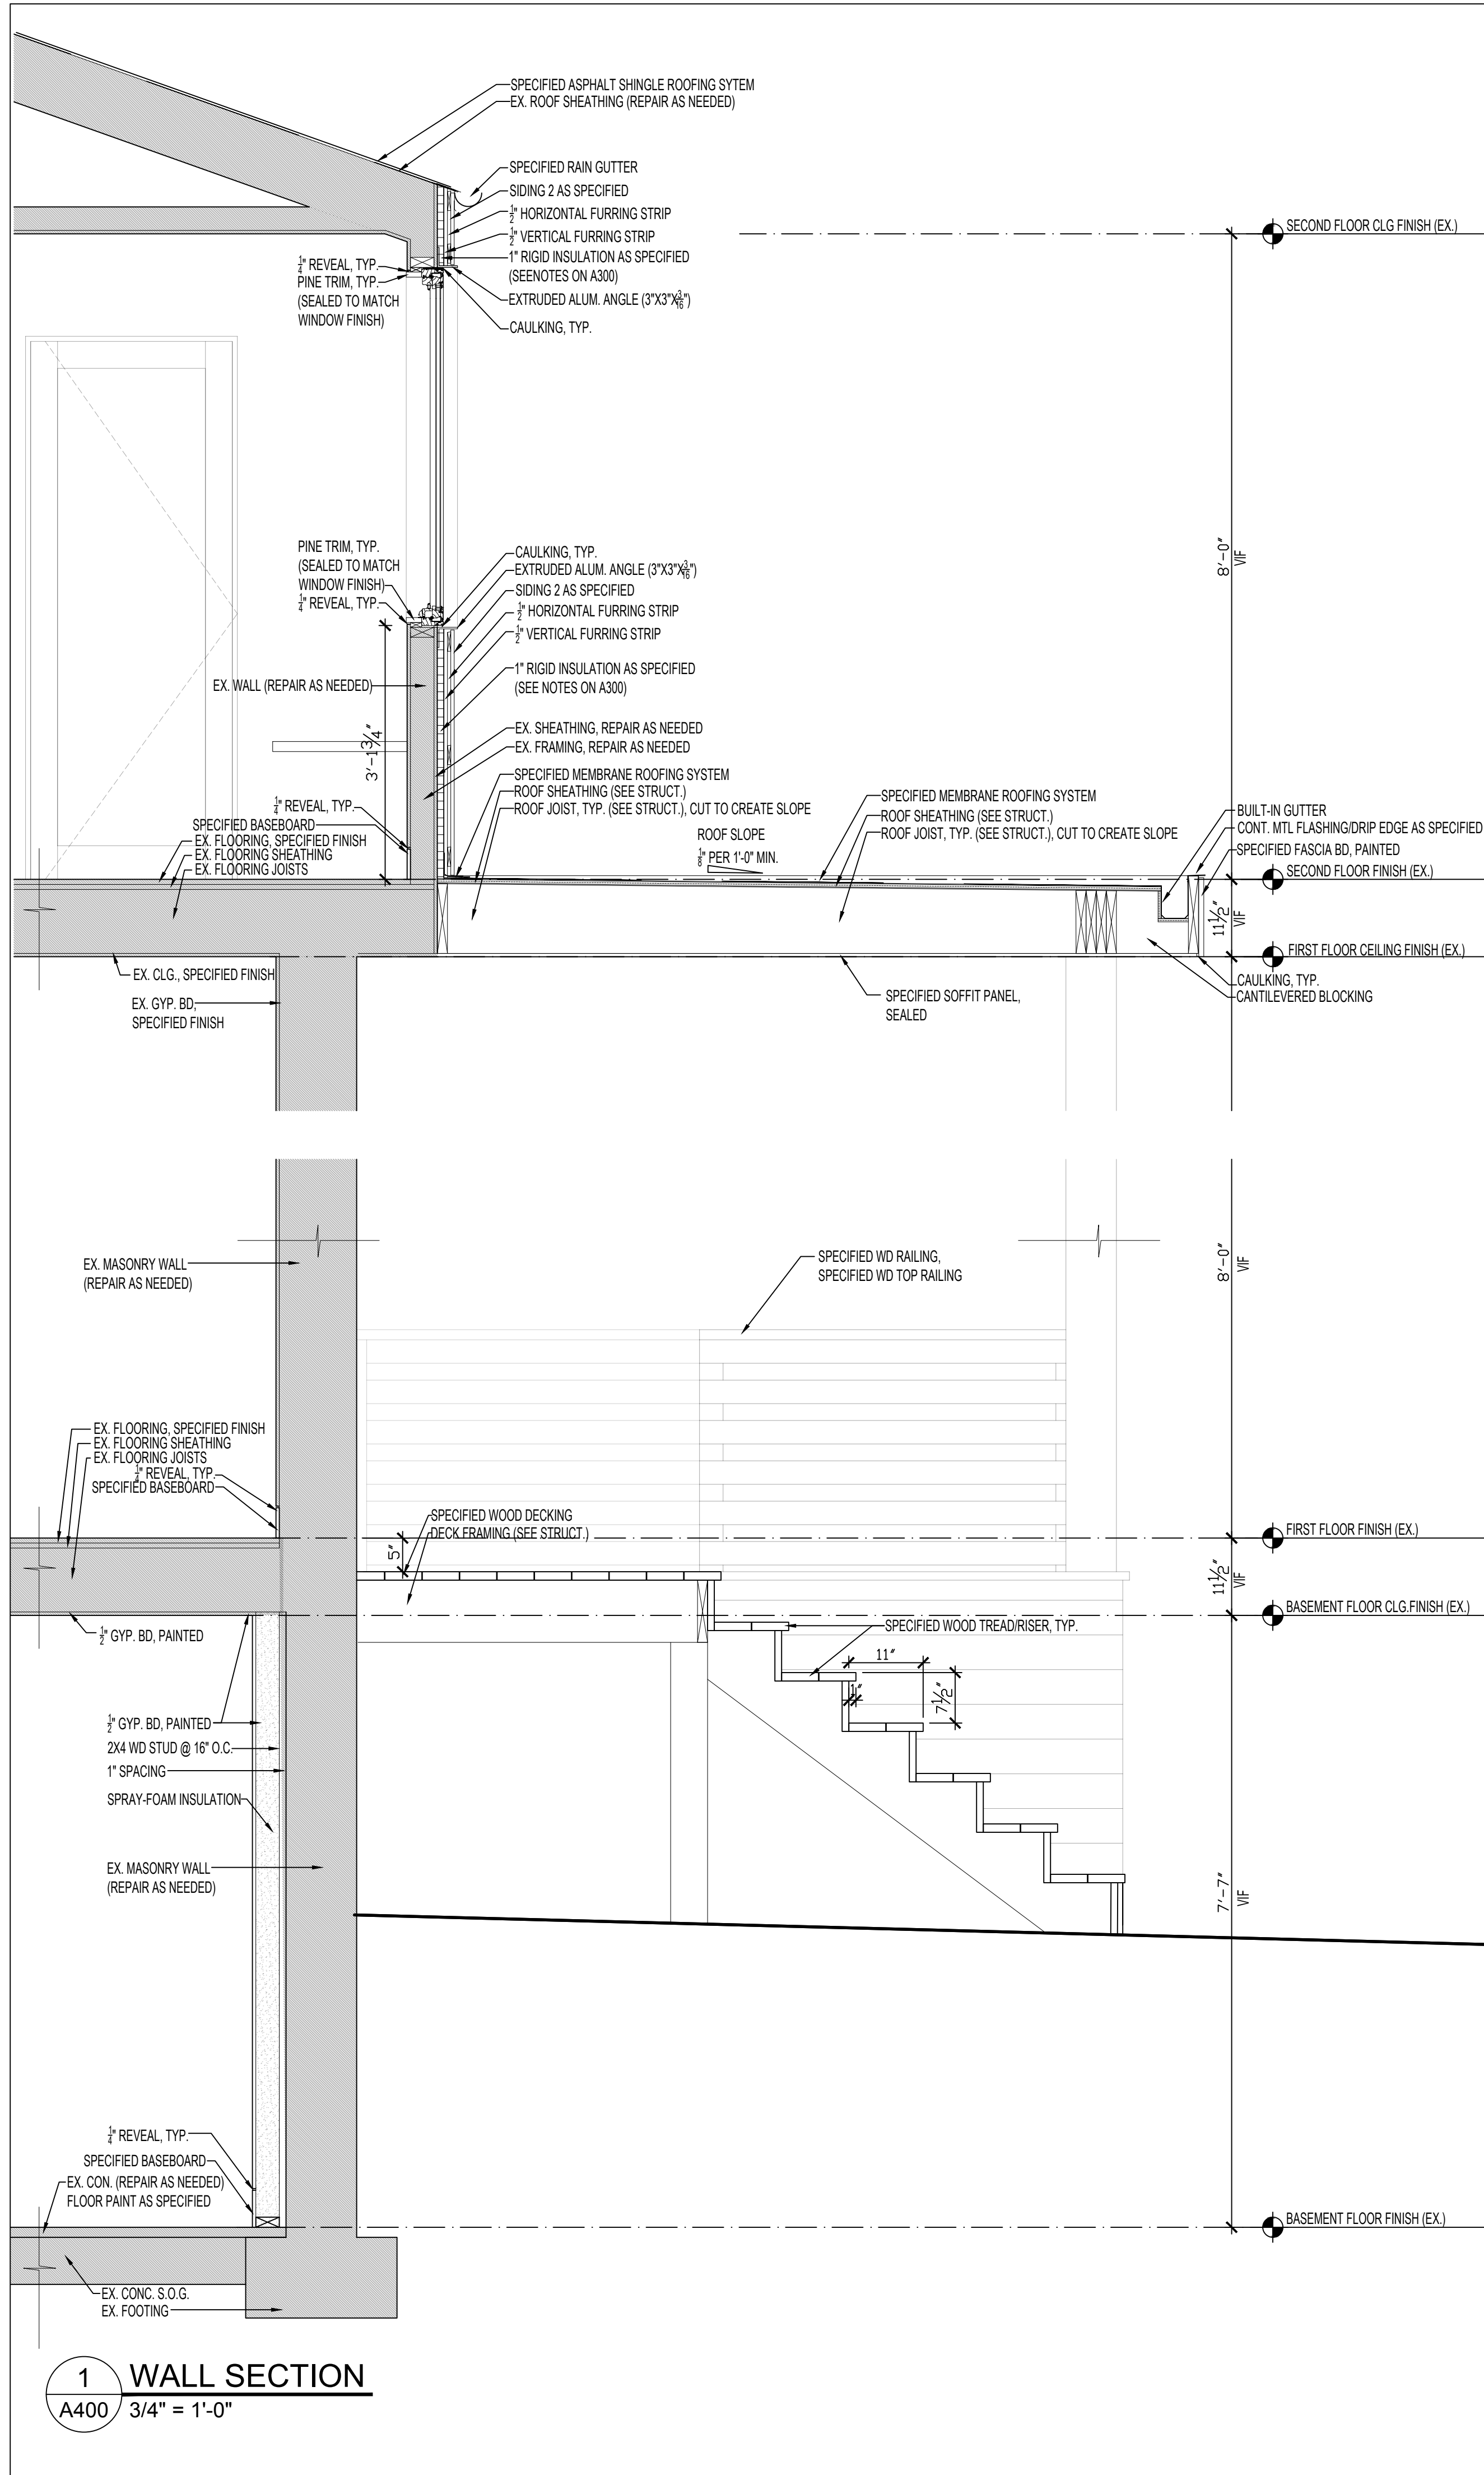 SPECIFIED ASPHALT SHINGLE ROOFING SYTEM
EX. ROOF SHEATHING (REPAIR AS NEEDED)
SPECIFIED RAIN GUTTER
SIDING 2 AS SPECIFIED
1/2" HORIZONTAL FURRING STRIP
1/2" VERTICAL FURRING STRIP
1" RIGID INSULATION AS SPECIFIED
(SEENOTES ON A300)
EXTRUDED ALUM. ANGLE (3"X3"X3/16")
CAULKING, TYP.
1/4" REVEAL, TYP.
PINE TRIM, TYP.
(SEALED TO MATCH
WINDOW FINISH)
SECOND FLOOR CLG FINISH (EX.)
8'-0"
VIF
PINE TRIM, TYP.
(SEALED TO MATCH
WINDOW FINISH)
1/4" REVEAL, TYP.
CAULKING, TYP.
EXTRUDED ALUM. ANGLE (3"X3"X3/16")
SIDING 2 AS SPECIFIED
1/2" HORIZONTAL FURRING STRIP
1/2" VERTICAL FURRING STRIP
1" RIGID INSULATION AS SPECIFIED
(SEE NOTES ON A300)
EX. WALL (REPAIR AS NEEDED)
3'-1 3/4"
EX. SHEATHING, REPAIR AS NEEDED
EX. FRAMING, REPAIR AS NEEDED
SPECIFIED MEMBRANE ROOFING SYSTEM
ROOF SHEATHING (SEE STRUCT.)
ROOF JOIST, TYP. (SEE STRUCT.), CUT TO CREATE SLOPE
ROOF SLOPE
1/8" PER 1'-0" MIN.
SPECIFIED MEMBRANE ROOFING SYSTEM
ROOF SHEATHING (SEE STRUCT.)
ROOF JOIST, TYP. (SEE STRUCT.), CUT TO CREATE SLOPE
BUILT-IN GUTTER
CONT. MTL FLASHING/DRIP EDGE AS SPECIFIED
SPECIFIED FASCIA BD, PAINTED
SECOND FLOOR FINISH (EX.)
1/4" REVEAL, TYP.
SPECIFIED BASEBOARD
EX. FLOORING, SPECIFIED FINISH
EX. FLOORING SHEATHING
EX. FLOORING JOISTS
11 1/2"
VIF
FIRST FLOOR CEILING FINISH (EX.)
CAULKING, TYP.
CANTILEVERED BLOCKING
EX. CLG., SPECIFIED FINISH
EX. GYP. BD,
SPECIFIED FINISH
SPECIFIED SOFFIT PANEL,
SEALED
EX. MASONRY WALL
(REPAIR AS NEEDED)
SPECIFIED WD RAILING,
SPECIFIED WD TOP RAILING
8'-0"
VIF
EX. FLOORING, SPECIFIED FINISH
EX. FLOORING SHEATHING
EX. FLOORING JOISTS
1/4" REVEAL, TYP.
SPECIFIED BASEBOARD
SPECIFIED WOOD DECKING
DECK FRAMING (SEE STRUCT.)
5"
FIRST FLOOR FINISH (EX.)
11 1/2"
VIF
BASEMENT FLOOR CLG.FINISH (EX.)
1/2" GYP. BD, PAINTED
SPECIFIED WOOD TREAD/RISER, TYP.
11"
1"
7 1/2"
1/2" GYP. BD, PAINTED
2X4 WD STUD @ 16" O.C.
1" SPACING
SPRAY-FOAM INSULATION
EX. MASONRY WALL
(REPAIR AS NEEDED)
7'-7"
VIF
1/4" REVEAL, TYP.
SPECIFIED BASEBOARD
EX. CON. (REPAIR AS NEEDED)
FLOOR PAINT AS SPECIFIED
BASEMENT FLOOR FINISH (EX.)
EX. CONC. S.O.G.
EX. FOOTING
1
A400
WALL SECTION
3/4" = 1'-0"